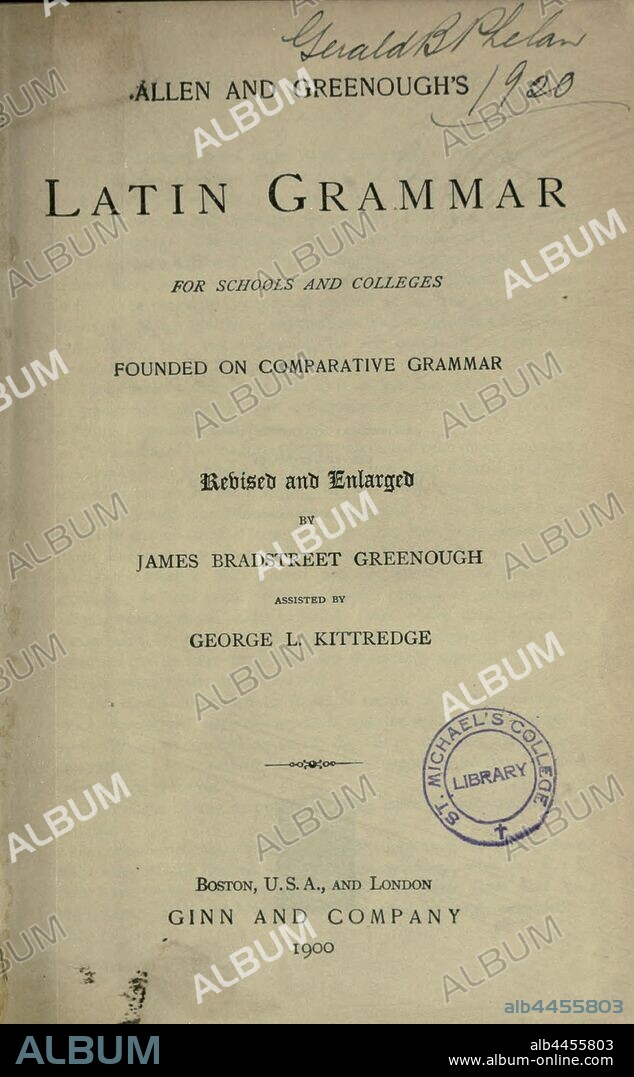 Gerald B Phelan
1920
ALLEN AND GREENOUGH'S
LATIN GRAMMAR
FOR SCHOOLS AND COLLEGES
FOUNDED ON COMPARATIVE GRAMMAR
Revised and Enlarged
BY
JAMES BRADSTREET GREENOUGH
ASSISTED BY
GEORGE L. KITTREDGE
ST. MICHAEL'S COLLEGE
LIBRARY
BOSTON, U.S.A., AND LONDON
GINN AND COMPANY
1900
ALBUM
alb4455803
ALBUM
alb4455803
www.album-online.com